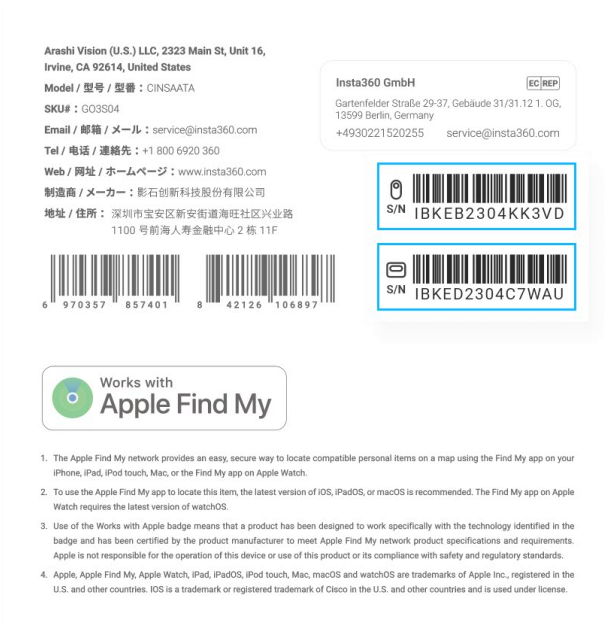 Arashi Vision (U.S.) LLC, 2323 Main St, Unit 16,
Irvine, CA 92614, United States
Model / 型号 / 型番：CINSAATA
SKU#：GO3S04
Email / 邮箱 / メール：service@insta360.com
Tel / 电话 / 連絡先：+1 800 6920 360
Web / 网址 / ホームページ：www.insta360.com
制造商 / メーカー：影石创新科技股份有限公司
地址 / 住所： 深圳市宝安区新安街道海旺社区兴业路
1100 号前海人寿金融中心 2 栋 11F
6 970357 857401
8 42126 106897
Insta360 GmbH
EC REP
Gartenfelder Straße 29-37, Gebäude 31/31.12 1. OG,
13599 Berlin, Germany
+4930221520255 service@insta360.com
S/N IBKEB2304KK3VD
S/N IBKED2304C7WAU
Works with
Apple Find My
1. The Apple Find My network provides an easy, secure way to locate compatible personal items on a map using the Find My app on your
iPhone, iPad, iPod touch, Mac, or the Find My app on Apple Watch.
2. To use the Apple Find My app to locate this item, the latest version of iOS, iPadOS, or macOS is recommended. The Find My app on Apple
Watch requires the latest version of watchOS.
3. Use of the Works with Apple badge means that a product has been designed to work specifically with the technology identified in the
badge and has been certified by the product manufacturer to meet Apple Find My network product specifications and requirements.
Apple is not responsible for the operation of this device or use of this product or its compliance with safety and regulatory standards.
4. Apple, Apple Find My, Apple Watch, iPad, iPadOS, iPod touch, Mac, macOS and watchOS are trademarks of Apple Inc., registered in the
U.S. and other countries. IOS is a trademark or registered trademark of Cisco in the U.S. and other countries and is used under license.